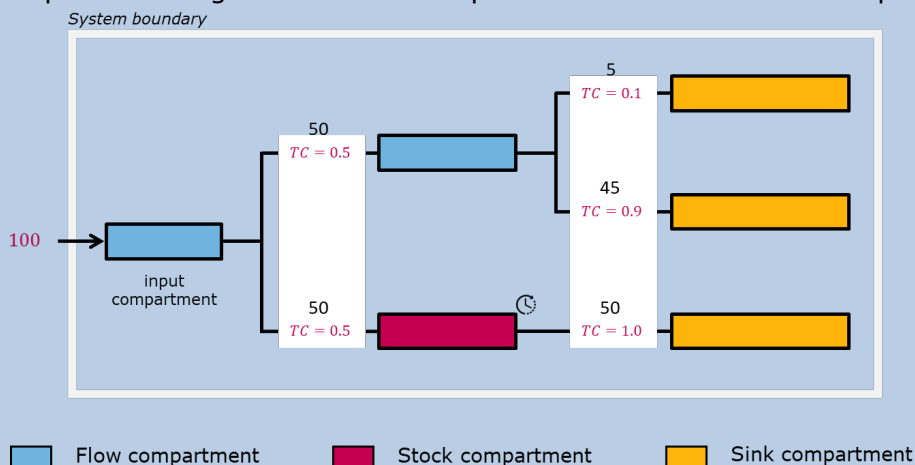 System boundary
5
TC = 0.1
50
TC = 0.5
45
TC = 0.9
100
input
compartment
50
TC = 0.5
50
TC = 1.0
Flow compartment
Stock compartment
Sink compartment